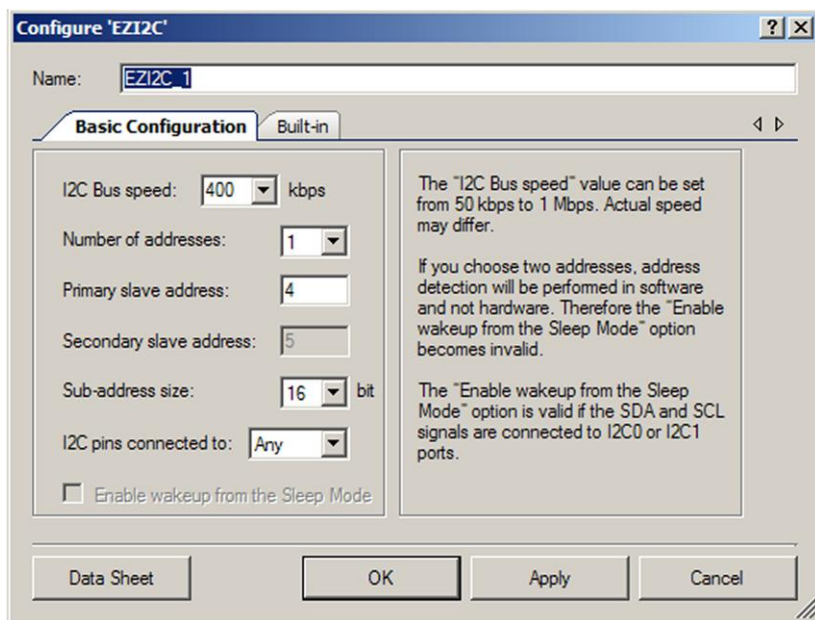 Configure 'EZI2C'
Name: EZI2C_1
Basic Configuration Built-in
I2C Bus speed: 400 kbps
Number of addresses: 1
Primary slave address: 4
Secondary slave address: 5
Sub-address size: 16 bit
I2C pins connected to: Any
Enable wakeup from the Sleep Mode
The "I2C Bus speed" value can be set
from 50 kbps to 1 Mbps. Actual speed
may differ.
If you choose two addresses, address
detection will be performed in software
and not hardware. Therefore the "Enable
wakeup from the Sleep Mode" option
becomes invalid.
The "Enable wakeup from the Sleep
Mode" option is valid if the SDA and SCL
signals are connected to I2C0 or I2C1
ports.
Data Sheet OK Apply Cancel